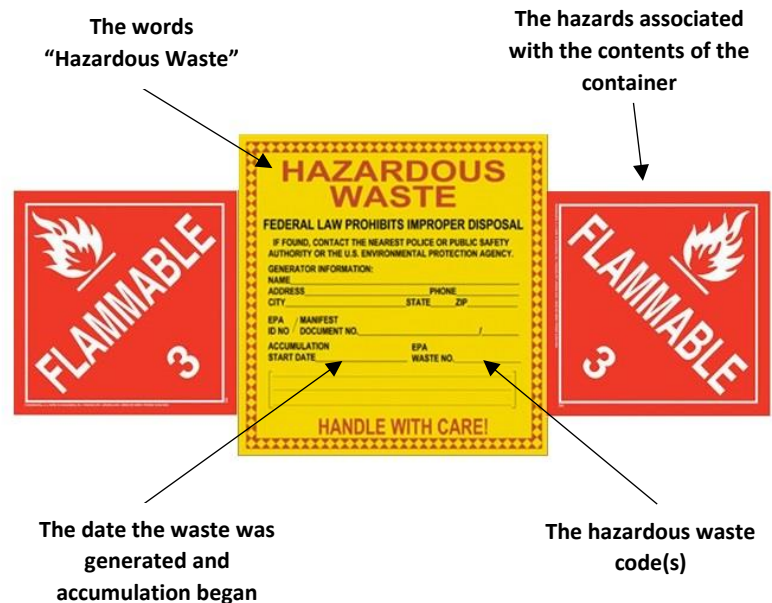 The words
“Hazardous Waste”
The hazards associated
with the contents of the
container
HAZARDOUS
WASTE
FEDERAL LAW PROHIBITS IMPROPER DISPOSAL
IF FOUND, CONTACT THE NEAREST POLICE OR PUBLIC SAFETY
AUTHORITY OR THE U.S. ENVIRONMENTAL PROTECTION AGENCY.
GENERATOR INFORMATION:
NAME
ADDRESS PHONE
CITY STATE ZIP
EPA / MANIFEST
ID NO / DOCUMENT NO. /
ACCUMULATION EPA
START DATE WASTE NO.
HANDLE WITH CARE!
FLAMMABLE
3
FLAMMABLE
3
The date the waste was
generated and
accumulation began
The hazardous waste
code(s)